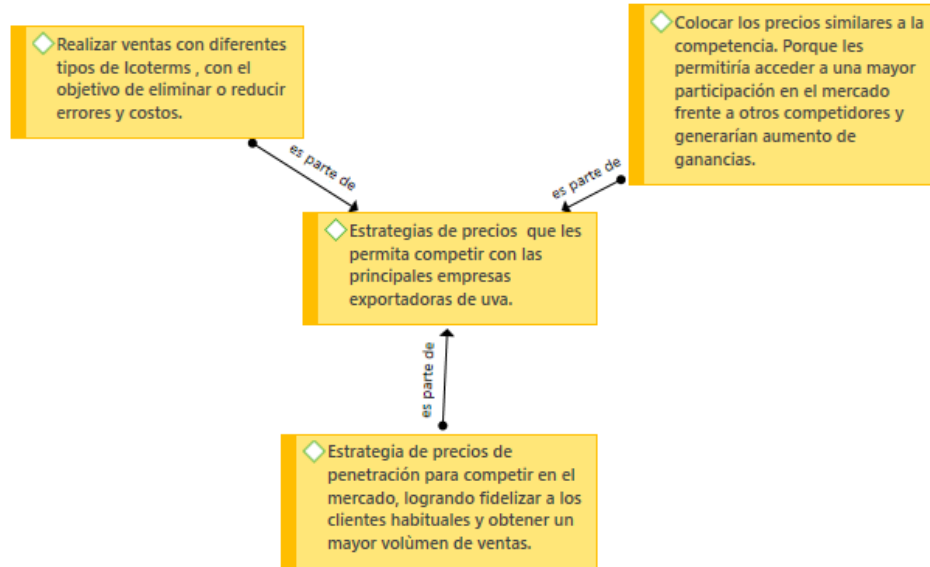 Realizar ventas con diferentes
tipos de Icoterms , con el
objetivo de eliminar o reducir
errores y costos.
Colocar los precios similares a la
competencia. Porque les
permitiría acceder a una mayor
participación en el mercado
frente a otros competidores y
generarían aumento de
ganancias.
es parte de
es parte de
Estrategias de precios  que les
permita competir con las
principales empresas
exportadoras de uva.
es parte de
Estrategia de precios de
penetración para competir en el
mercado, logrando fidelizar a los
clientes habituales y obtener un
mayor volùmen de ventas.